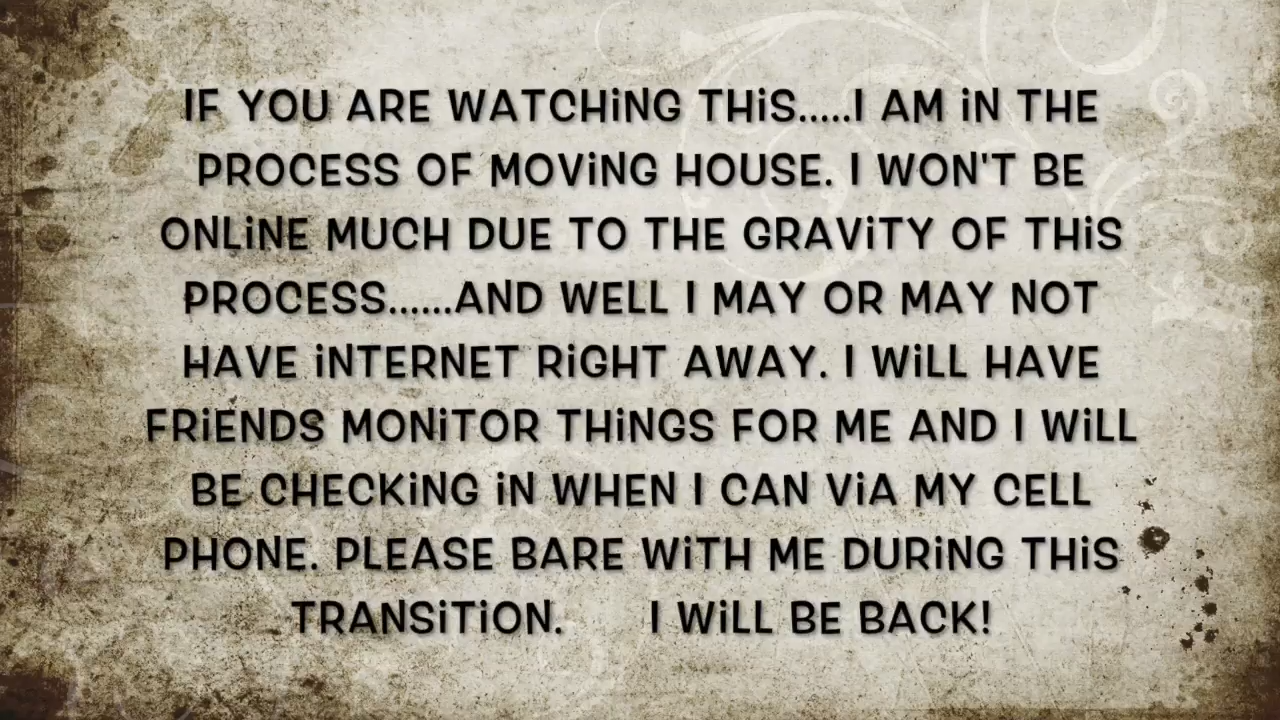 IF YOU ARE WATCHiNG THiS.....I AM iN THE
PROCESS OF MOViNG HOUSE. I WON'T BE
ONLiNE MUCH DUE TO THE GRAViTY OF THiS
PROCESS......AND WELL I MAY OR MAY NOT
HAVE iNTERNET RiGHT AWAY. I WiLL HAVE
FRiENDS MONiTOR THiNGS FOR ME AND I WiLL
BE CHECKiNG iN WHEN I CAN ViA MY CELL
PHONE. PLEASE BARE WiTH ME DURiNG THiS
TRANSiTiON. I WiLL BE BACK!